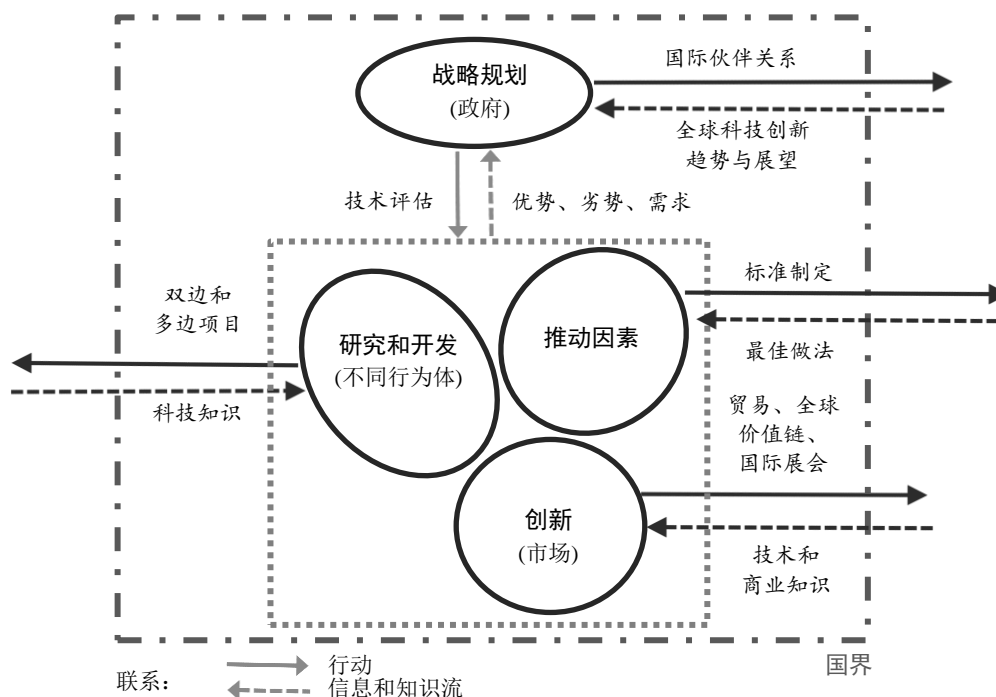 战略规划
(政府)
国际伙伴关系
全球科技创新
趋势与展望
技术评估
优势、劣势、需求
双边和
多边项目
科技知识
研究和开发
(不同行为体)
推动因素
标准制定
最佳做法
贸易、全球
价值链、
国际展会
创新
(市场)
技术和
商业知识
国界
联系：
行动
信息和知识流